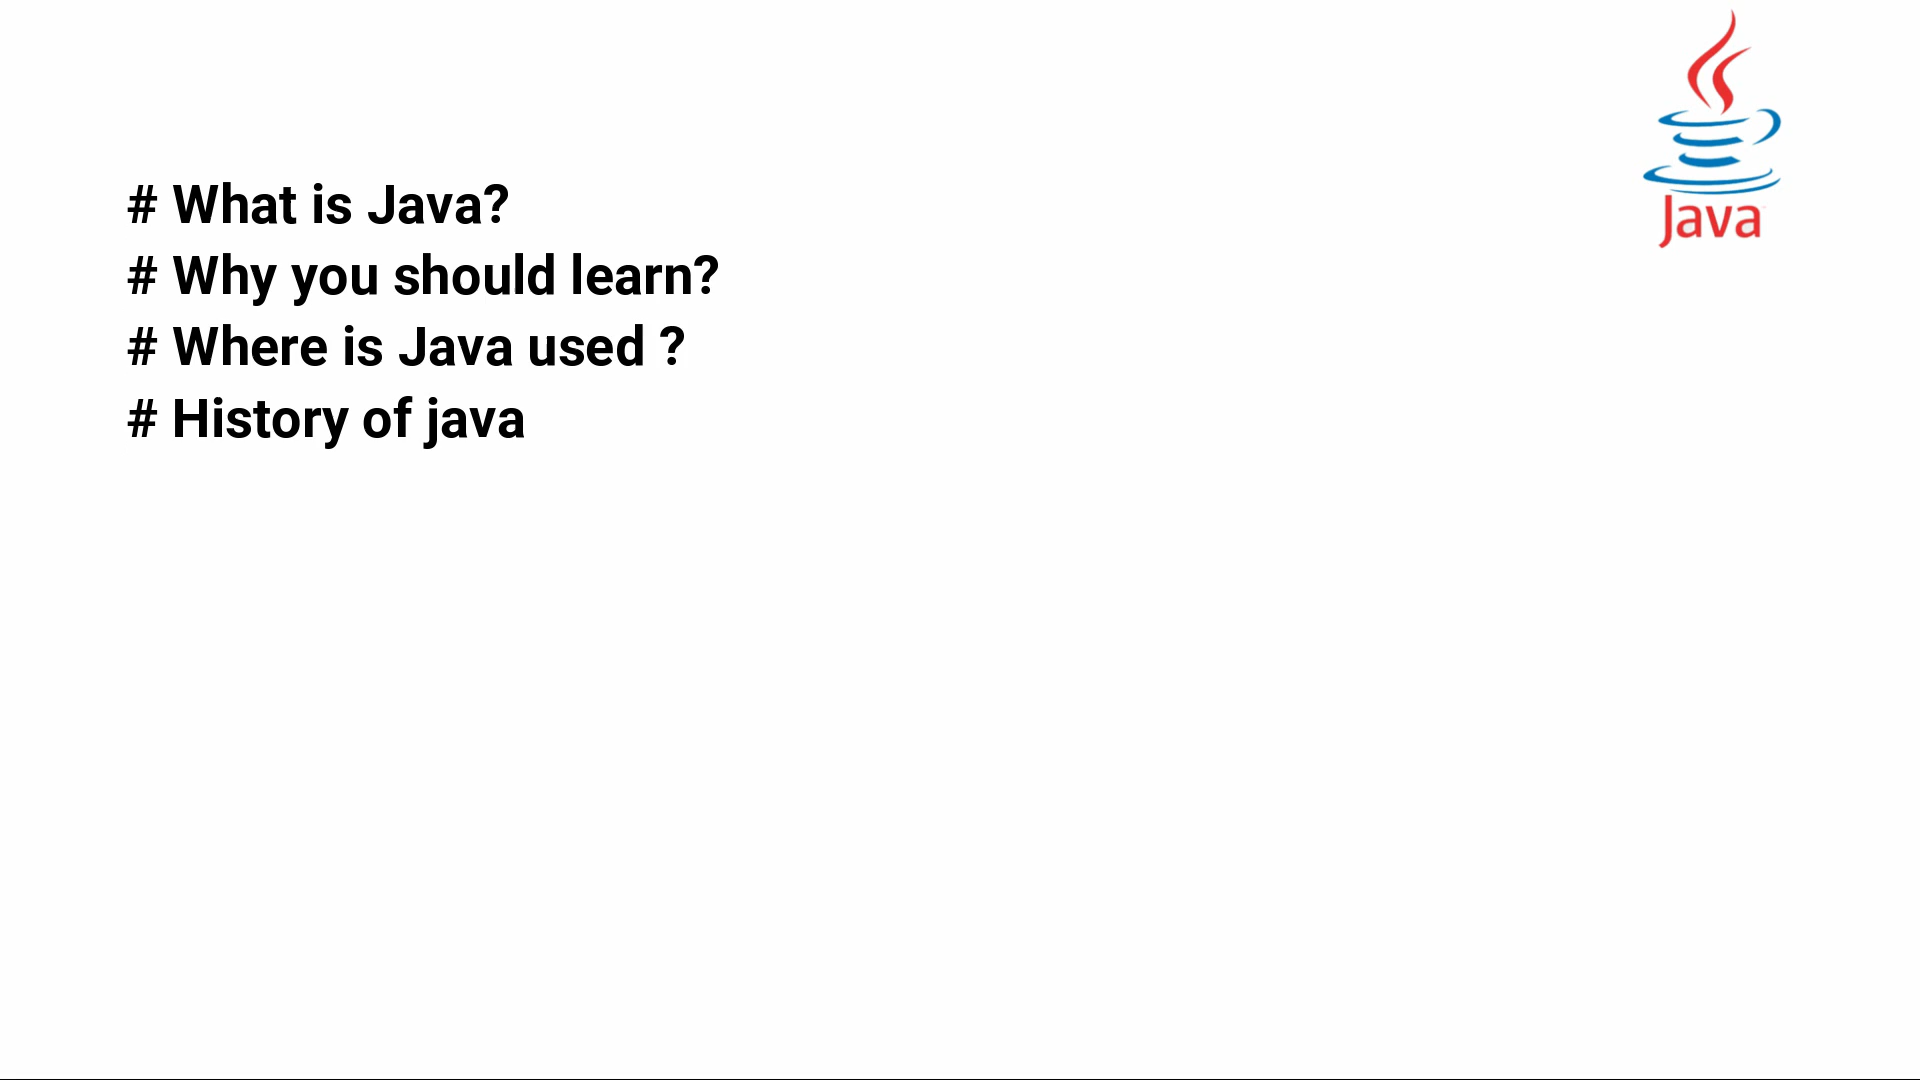 # What is Java?
# Why you should learn?
# Where is Java used ?
# History of java
Java